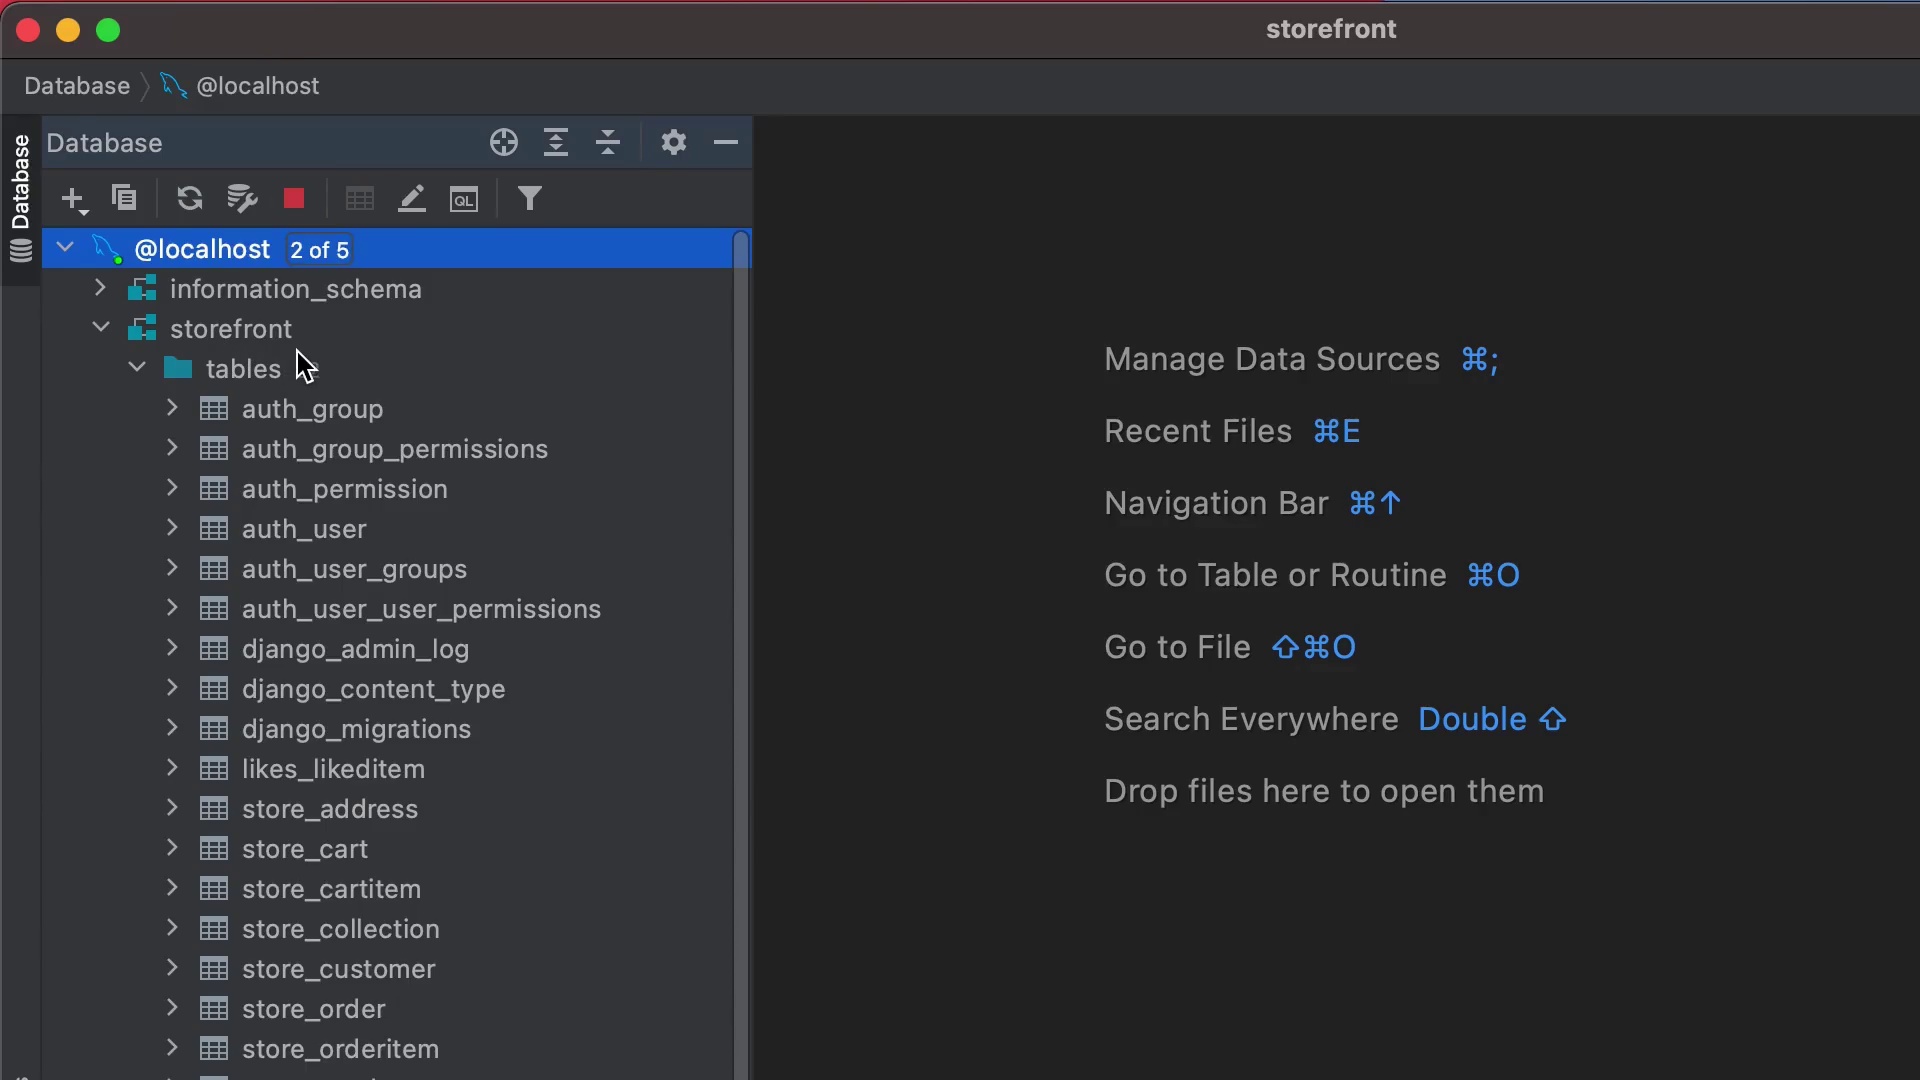 storefront
Database @localhost
Database
Database
QL
@localhost 2 of 5
information_schema
storefront
tables
auth_group
auth_group_permissions
auth_permission
auth_user
auth_user_groups
auth_user_user_permissions
django_admin_log
django_content_type
django_migrations
likes_likeditem
store_address
store_cart
store_cartitem
store_collection
store_customer
store_order
store_orderitem
Manage Data Sources ⌘;
Recent Files ⌘E
Navigation Bar ⌘↑
Go to Table or Routine ⌘O
Go to File ⇧⌘O
Search Everywhere Double ⇧
Drop files here to open them